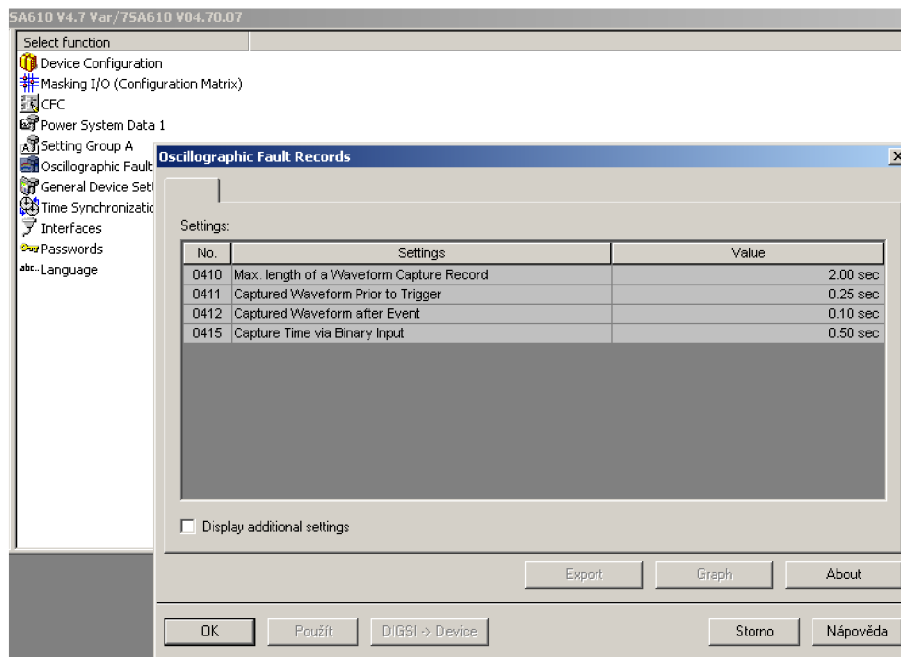 SA610 V4.7 Var/7SA610 V04.70.07
Select function
Device Configuration
Masking I/O (Configuration Matrix)
CFC
Power System Data 1
Setting Group A
Oscillographic Fault
General Device Set
Time Synchronizatio
Interfaces
Passwords
abc..Language
Oscillographic Fault Records
Settings:
No. Settings Value
0410 Max. length of a Waveform Capture Record 2.00 sec
0411 Captured Waveform Prior to Trigger 0.25 sec
0412 Captured Waveform after Event 0.10 sec
0415 Capture Time via Binary Input 0.50 sec
Display additional settings
Export Graph About
OK Použít DIGSI -> Device Storno Nápověda